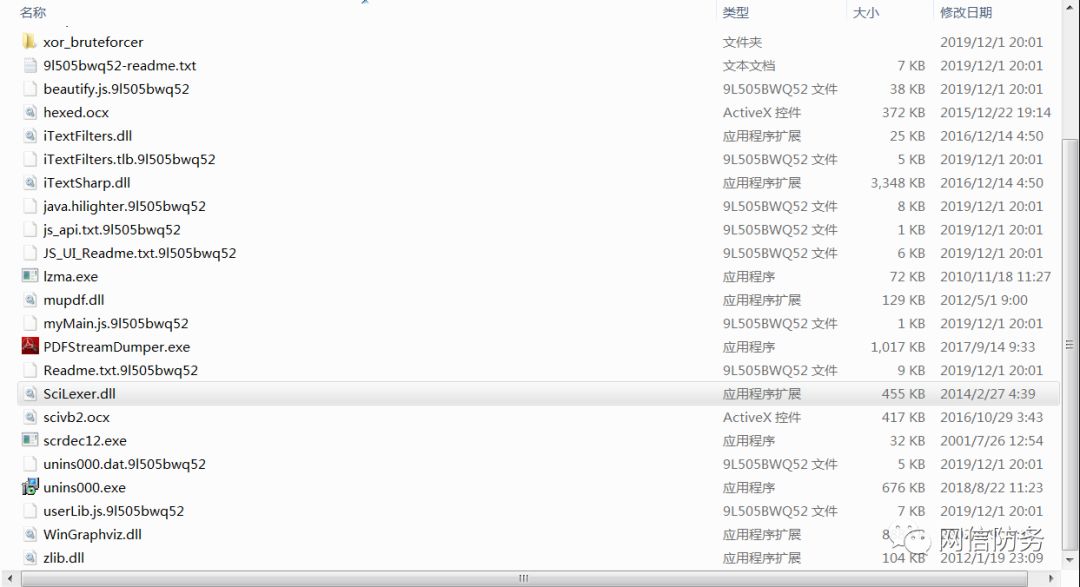 名称 类型 大小 修改日期
xor_bruteforcer 文件夹 2019/12/1 20:01
9l505bwq52-readme.txt 文本文档 7 KB 2019/12/1 20:01
beautify.js.9l505bwq52 9L505BWQ52 文件 38 KB 2019/12/1 20:01
hexed.ocx ActiveX 控件 372 KB 2015/12/22 19:14
iTextFilters.dll 应用程序扩展 25 KB 2016/12/14 4:50
iTextFilters.tlb.9l505bwq52 9L505BWQ52 文件 5 KB 2019/12/1 20:01
iTextSharp.dll 应用程序扩展 3,348 KB 2016/12/14 4:50
java.hilighter.9l505bwq52 9L505BWQ52 文件 8 KB 2019/12/1 20:01
js_api.txt.9l505bwq52 9L505BWQ52 文件 1 KB 2019/12/1 20:01
JS_UI_Readme.txt.9l505bwq52 9L505BWQ52 文件 6 KB 2019/12/1 20:01
lzma.exe 应用程序 72 KB 2010/11/18 11:27
mupdf.dll 应用程序扩展 129 KB 2012/5/1 9:00
myMain.js.9l505bwq52 9L505BWQ52 文件 1 KB 2019/12/1 20:01
PDFStreamDumper.exe 应用程序 1,017 KB 2017/9/14 9:33
Readme.txt.9l505bwq52 9L505BWQ52 文件 9 KB 2019/12/1 20:01
SciLexer.dll 应用程序扩展 455 KB 2014/2/27 4:39
scivb2.ocx ActiveX 控件 417 KB 2016/10/29 3:43
scrdec12.exe 应用程序 32 KB 2001/7/26 12:54
unins000.dat.9l505bwq52 9L505BWQ52 文件 5 KB 2019/12/1 20:01
unins000.exe 应用程序 676 KB 2018/8/22 11:23
userLib.js.9l505bwq52 9L505BWQ52 文件 7 KB 2019/12/1 20:01
WinGraphviz.dll 应用程序扩展
网信防务
zlib.dll 应用程序扩展 104 KB 2012/1/19 23:09